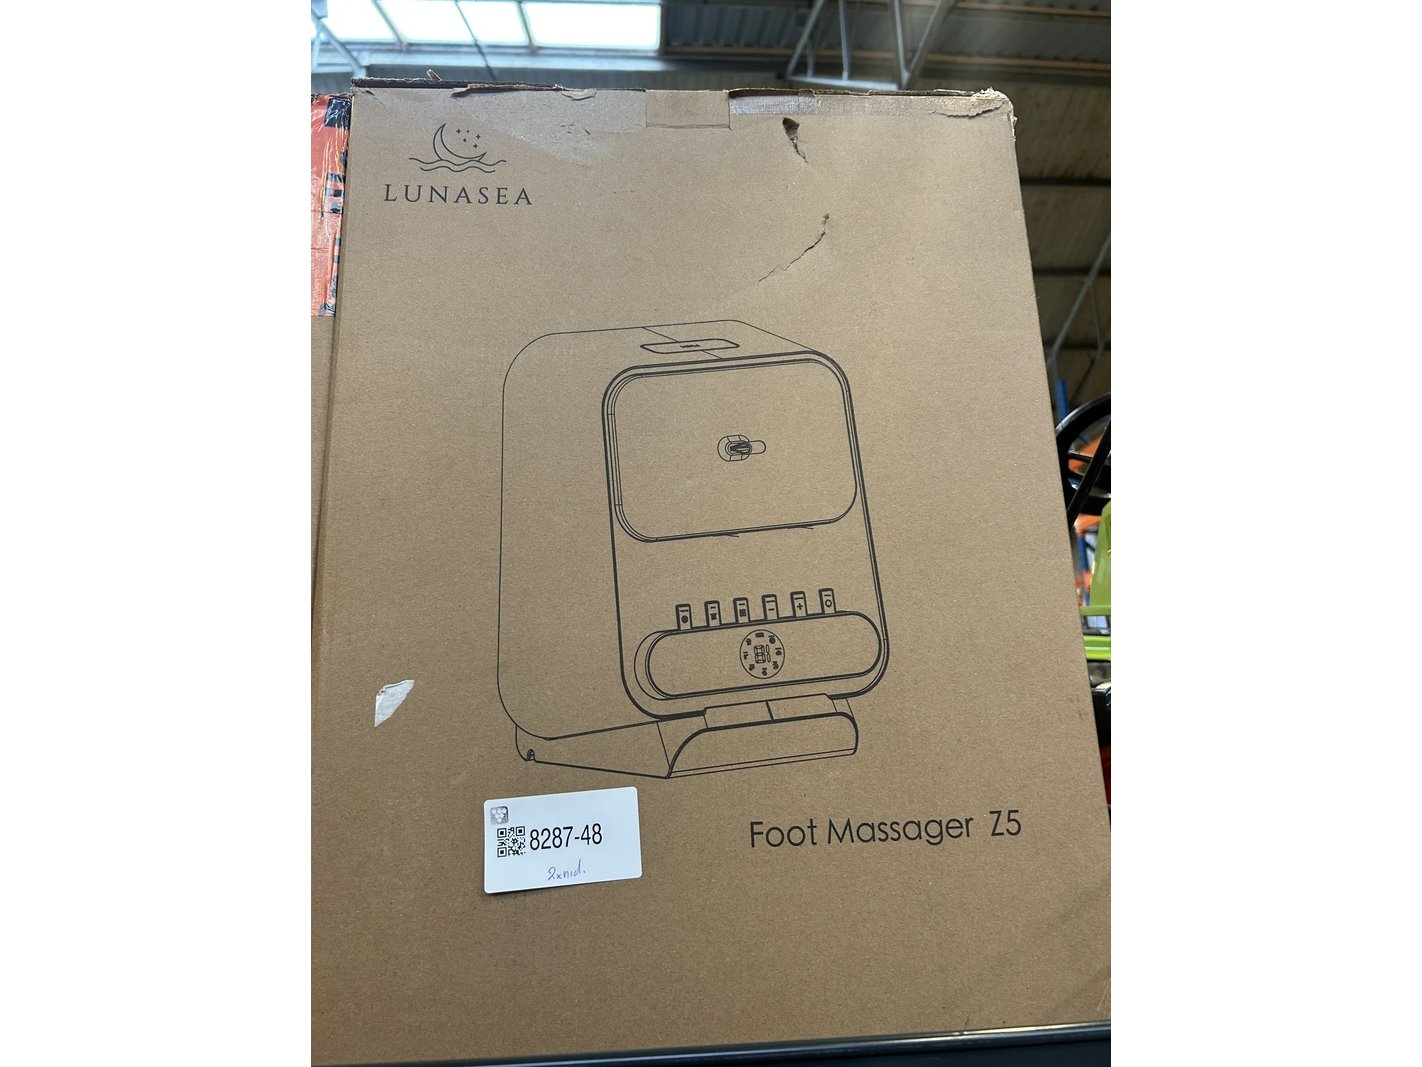 LUNASEA
8287-48
Foot Massager Z5